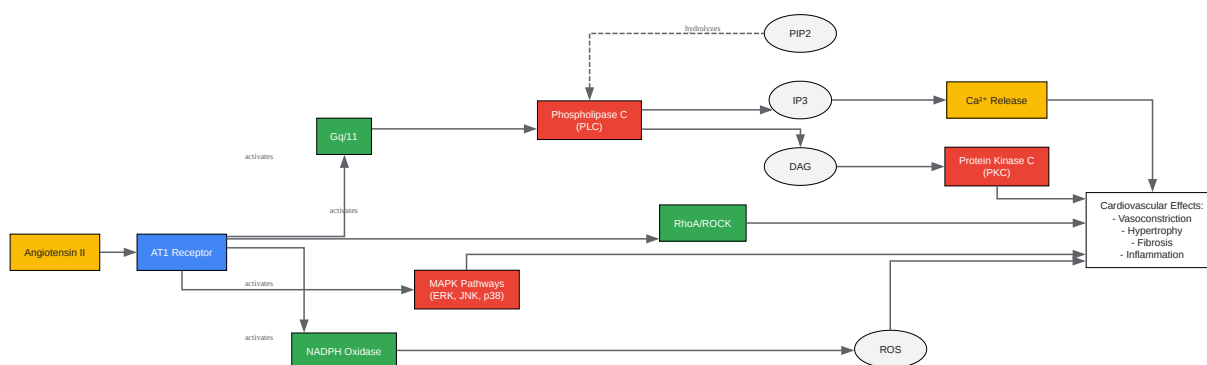 hydrolyzes
PIP2
IP3
Ca²⁺ Release
Phospholipase C
(PLC)
Gq/11
activates
DAG
Protein Kinase C
(PKC)
activates
RhoA/ROCK
Cardiovascular Effects:
- Vasoconstriction
- Hypertrophy
- Fibrosis
- Inflammation
Angiotensin II
AT1 Receptor
activates
MAPK Pathways
(ERK, JNK, p38)
activates
NADPH Oxidase
ROS